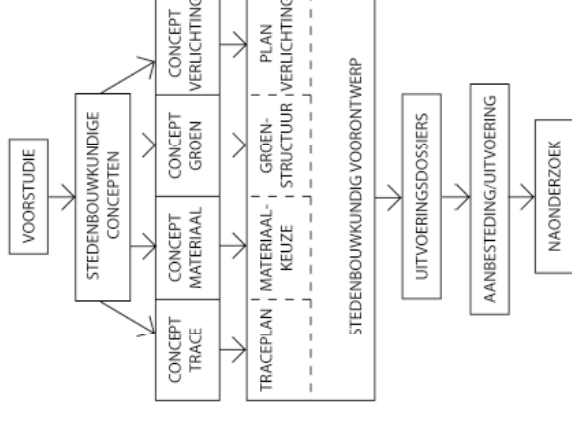 VOORSTUDIE
STEDENBOUWKUNDIGE
CONCEPTEN
CONCEPT
TRACE
CONCEPT
MATERIAAL
CONCEPT
GROEN
CONCEPT
VERLICHTING
TRACEPLAN
MATERIAAL-
KEUZE
GROEN-
STRUCTUUR
PLAN
VERLICHTING
STEDENBOUWKUNDIG VOORONTWERP
UITVOERINGSDOSSIERS
AANBESTEDING/UITVOERING
NAONDERZOEK